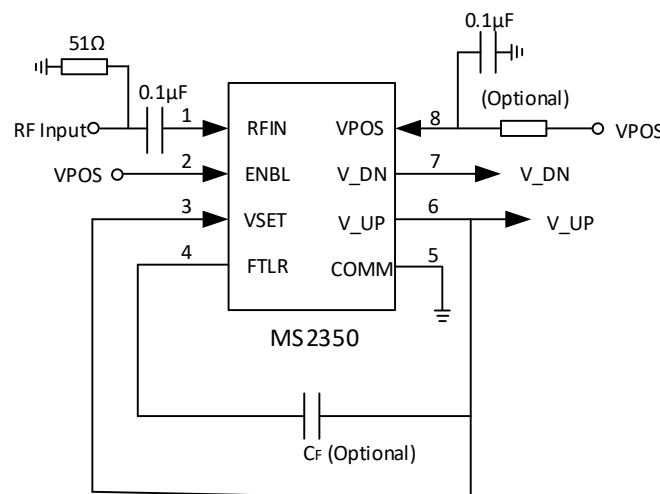 0.1µF
51Ω
0.1µF
(Optional)
RF Input
1
RFIN
VPOS
8
VPOS
VPOS
2
ENBL
V_DN
7
V_DN
3
VSET
V_UP
6
V_UP
4
FTLR
COMM
5
MS2350
CF (Optional)